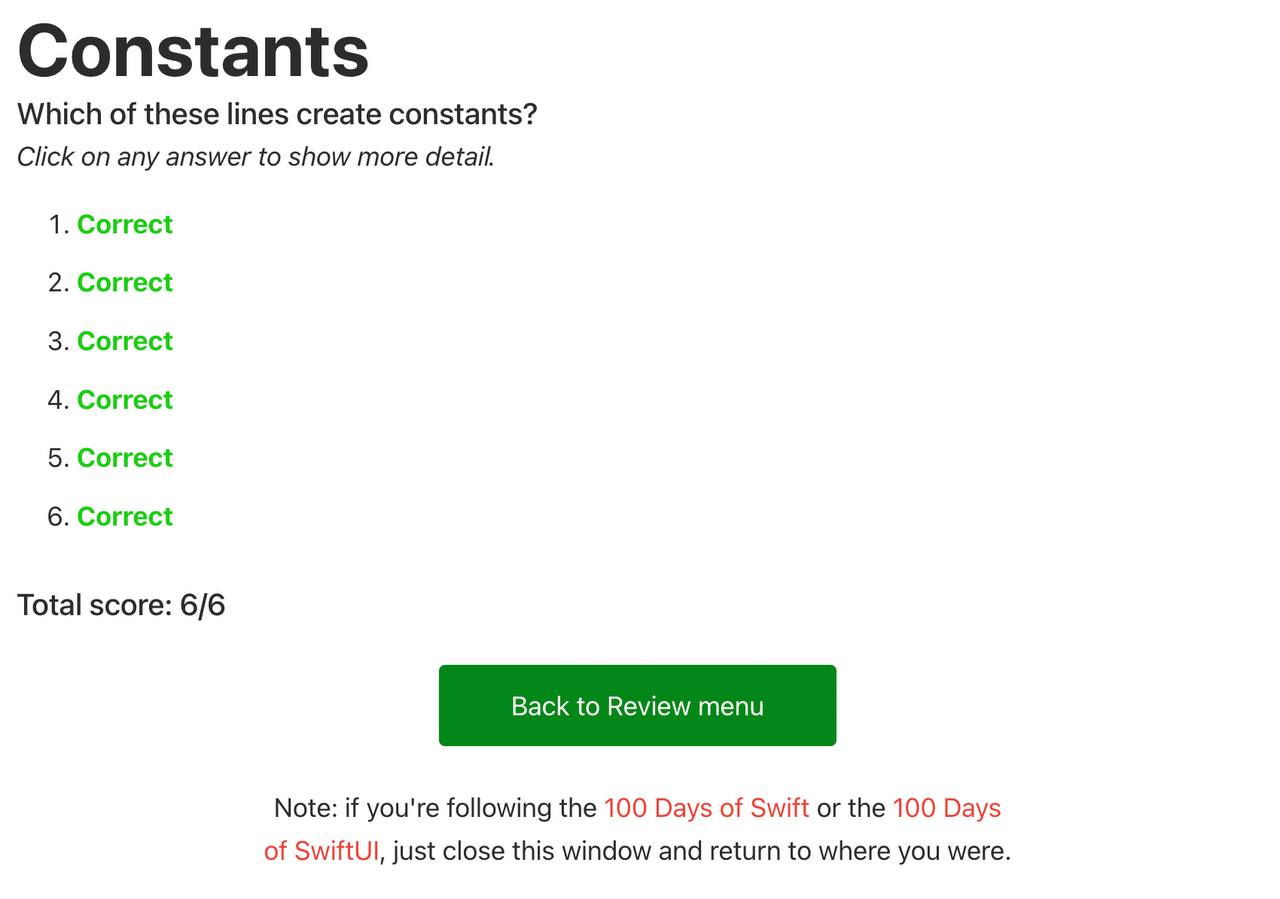 Constants
Which of these lines create constants?
Click on any answer to show more detail.
1. Correct
2. Correct
3. Correct
4. Correct
5. Correct
6. Correct
Total score: 6/6
Back to Review menu
Note: if you're following the 100 Days of Swift or the 100 Days
of SwiftUI, just close this window and return to where you were.